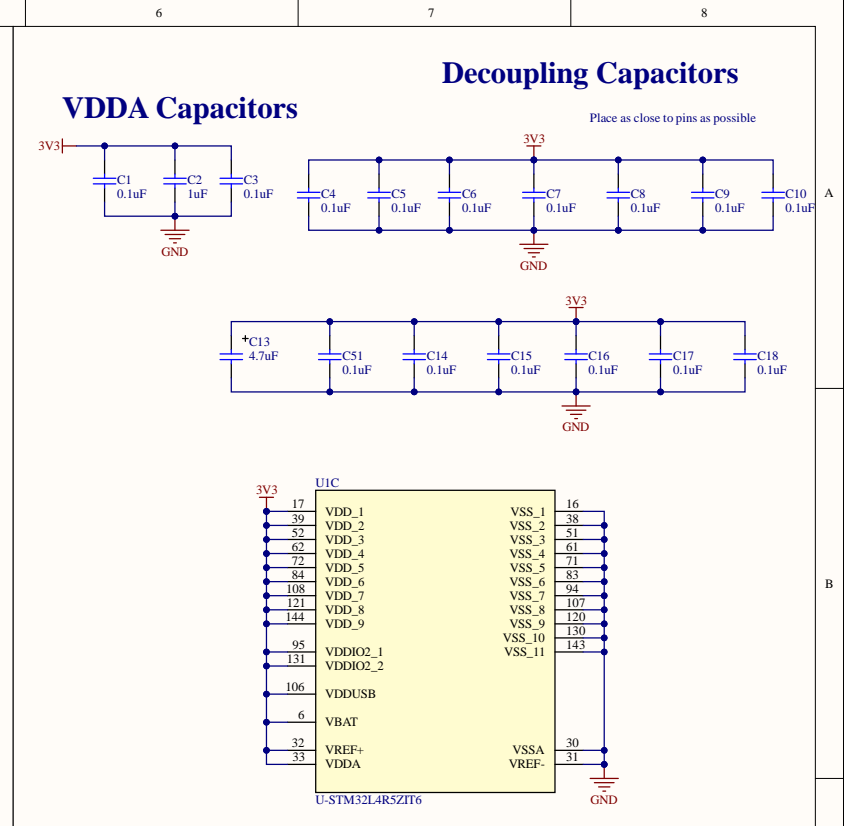 6 7 8
Decoupling Capacitors
VDDA Capacitors
Place as close to pins as possible
3V3
3V3
C1
0.1uF
C2
1uF
C3
0.1uF
GND
C4
0.1uF
C5
0.1uF
C6
0.1uF
C7
0.1uF
C8
0.1uF
C9
0.1uF
C10
0.1uF
GND
A
3V3
+C13
4.7uF
C51
0.1uF
C14
0.1uF
C15
0.1uF
C16
0.1uF
C17
0.1uF
C18
0.1uF
GND
U1C
3V3
17 VDD_1 VSS_1 16
39 VDD_2 VSS_2 38
52 VDD_3 VSS_3 51
62 VDD_4 VSS_4 61
72 VDD_5 VSS_5 71
84 VDD_6 VSS_6 83
108 VDD_7 VSS_7 94
121 VDD_8 VSS_8 107
144 VDD_9 VSS_9 120
VSS_10 130
95 VDDIO2_1 VSS_11 143
131 VDDIO2_2
106 VDDUSB
6 VBAT
32 VREF+ VSSA 30
33 VDDA VREF- 31
U-STM32L4R5ZIT6
GND
B